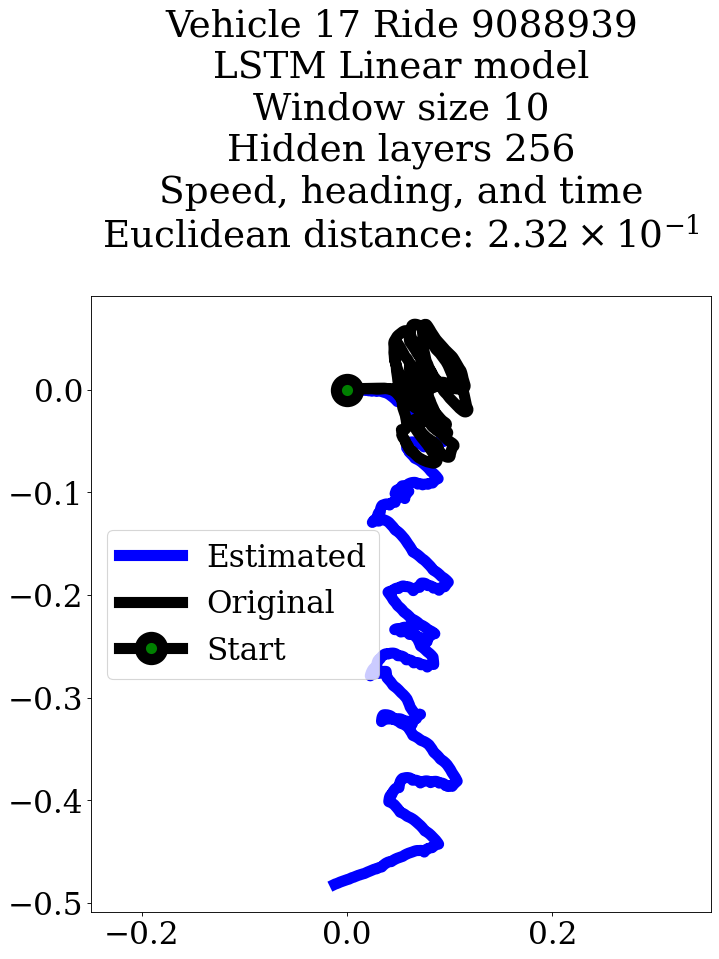 Vehicle 17 Ride 9088939
LSTM Linear model
Window size 10
Hidden layers 256
Speed, heading, and time
Euclidean distance: 2.32 × 10⁻¹
0.0
−0.1
−0.2
−0.3
−0.4
−0.5
Estimated
Original
Start
−0.2
0.0
0.2